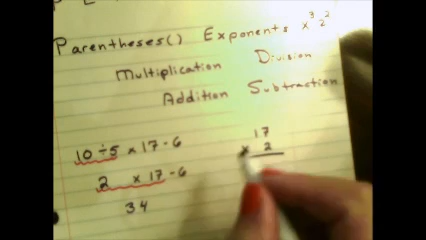 Parentheses () Exponents x³ 2²
Multiplication Division
Addition Subtraction
10 ÷ 5 x 17 - 6
2 x 17 - 6
34
17
x 2